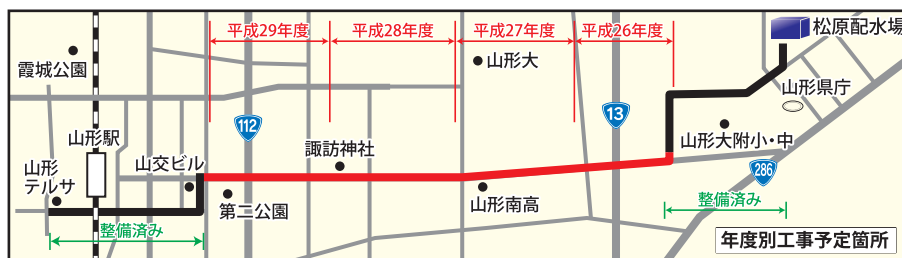 平成29年度
平成28年度
平成27年度
平成26年度
松原配水場
霞城公園
山形大
山形県庁
112
13
山形駅
諏訪神社
山形大附小・中
山形
テルサ
山交ビル
286
第二公園
山形南高
整備済み
整備済み
年度別工事予定箇所